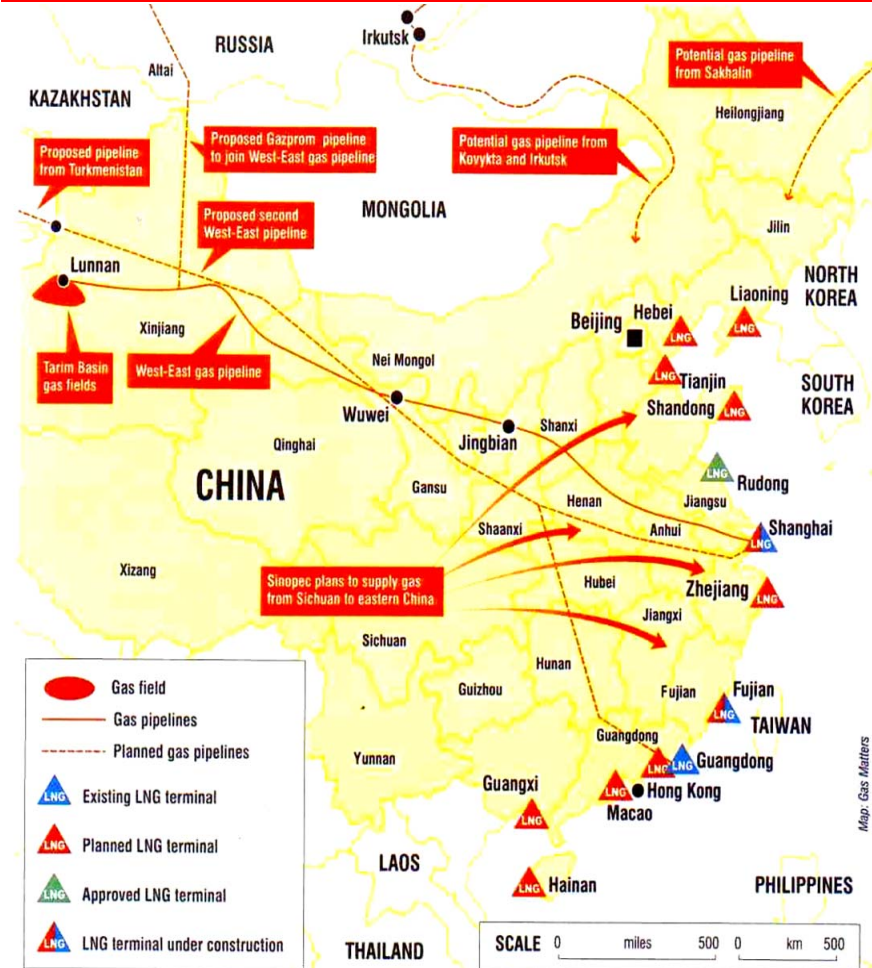 RUSSIA
Irkutsk
Altai
KAZAKHSTAN
Potential gas pipeline
from Sakhalin
Heilongjiang
Proposed pipeline
from Turkmenistan
Proposed Gazprom pipeline
to join West-East gas pipeline
Potential gas pipeline from
Kovykta and Irkutsk
Proposed second
West-East pipeline
MONGOLIA
Jilin
Lunnan
NORTH
KOREA
Liaoning
Hebei
Beijing
LNG
LNG
Xinjiang
Tarim Basin
gas fields
West-East gas pipeline
Nei Mongol
LNG
Tianjin
SOUTH
KOREA
Wuwei
Shandong
LNG
Jingbian
Shanxi
Qinghai
CHINA
Gansu
LNG
Rudong
Jiangsu
Henan
Shaanxi
Anhui
Shanghai
LNG
Xizang
Sinopec plans to supply gas
from Sichuan to eastern China
Hubei
Zhejiang
LNG
Jiangxi
Sichuan
Hunan
Guizhou
Fujian
Fujian
LNG
TAIWAN
Guangdong
Yunnan
LNG
LNG
Guangdong
Guangxi
LNG
LNG
Hong Kong
Macao
LAOS
LNG
Hainan
PHILIPPINES
THAILAND
Gas field
Gas pipelines
Planned gas pipelines
LNG
Existing LNG terminal
LNG
Planned LNG terminal
LNG
Approved LNG terminal
LNG
LNG terminal under construction
SCALE 0 miles 500 0 km 500
Map: Gas Matters